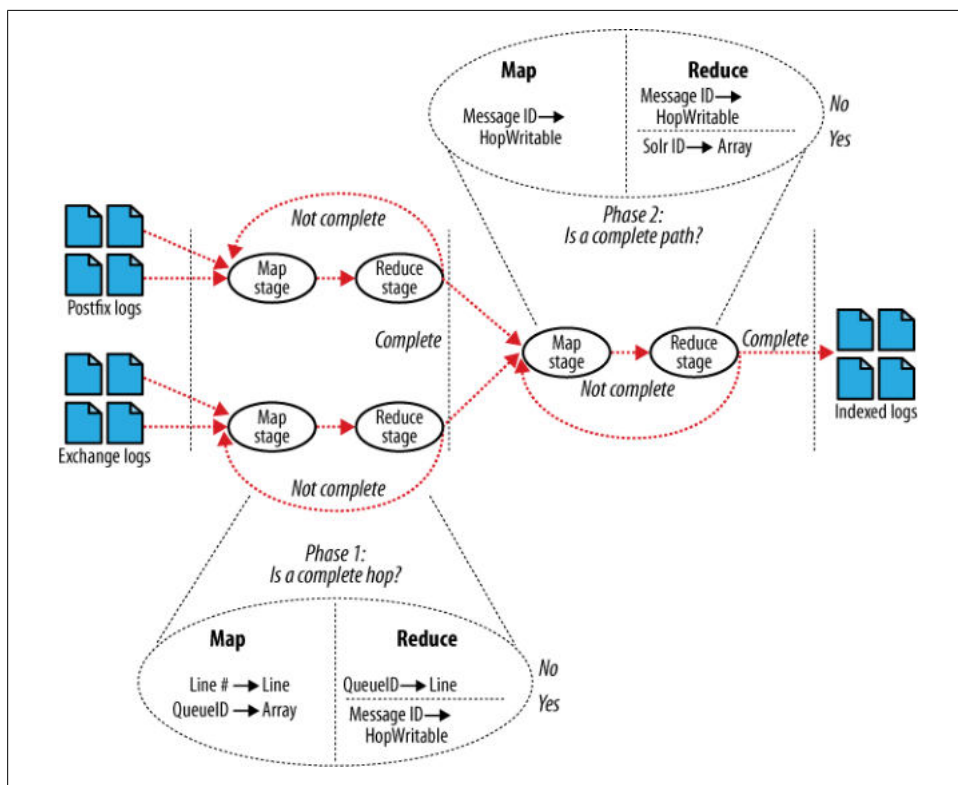 Map
Reduce
Message ID→
HopWritable
Message ID→
HopWritable
No
Solr ID→Array
Yes
Phase 2:
Is a complete path?
Not complete
Map
stage
Reduce
stage
Postfix logs
Complete
Map
stage
Reduce
stage
Complete
Not complete
Indexed logs
Map
stage
Reduce
stage
Exchange logs
Not complete
Phase 1:
Is a complete hop?
Map
Reduce
Line #→Line
QueueID→Array
QueueID→Line
No
Message ID→
HopWritable
Yes